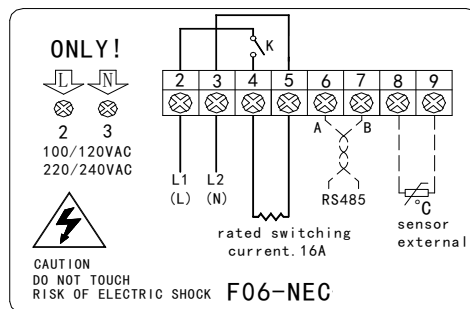 ONLY!
L N
2 3
100/120VAC
220/240VAC
CAUTION
DO NOT TOUCH
RISK OF ELECTRIC SHOCK
F06-NEC
K
2 3 4 5 6 7 8 9
A B
L1 L2
(L) (N)
RS485
rated switching
current.16A
°C
sensor
external